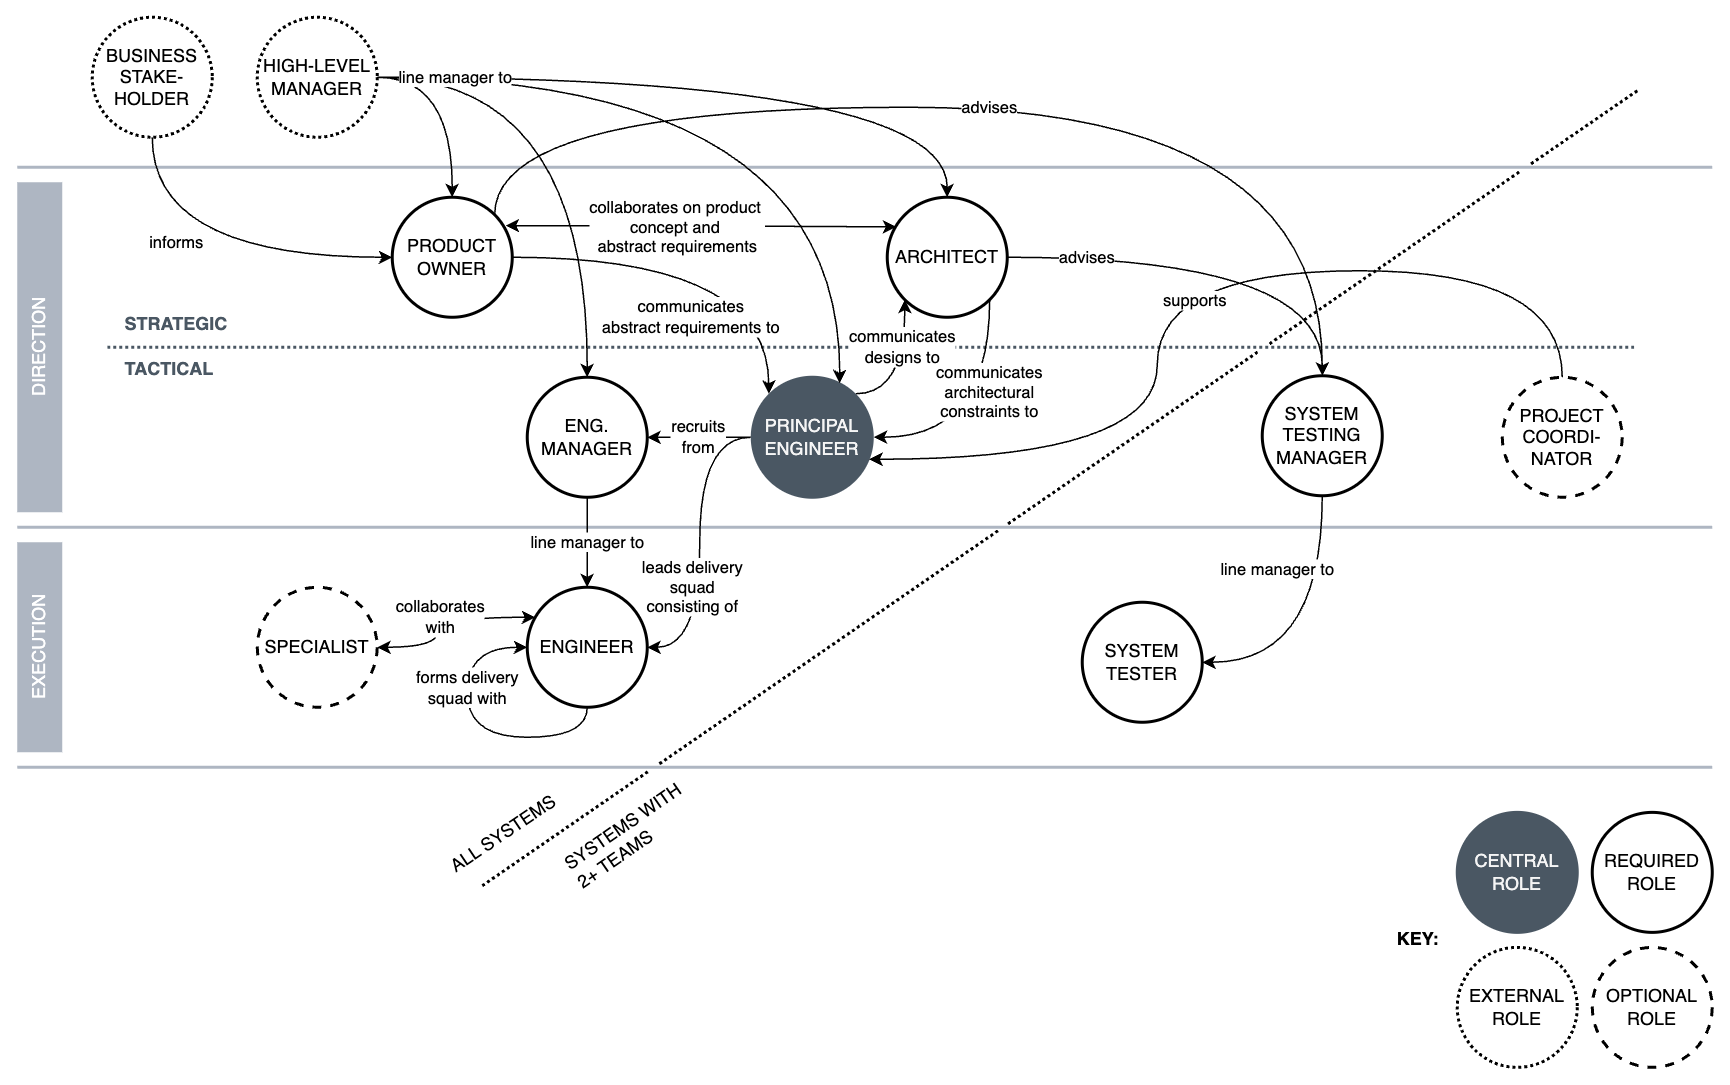 BUSINESS
STAKE-
HOLDER
HIGH-LEVEL
MANAGER
line manager to
advises
informs
PRODUCT
OWNER
collaborates on product
concept and
abstract requirements
ARCHITECT
advises
supports
communicates
abstract requirements to
communicates
designs to
communicates
architectural
constraints to
DIRECTION
STRATEGIC
TACTICAL
ENG.
MANAGER
recruits
from
PRINCIPAL
ENGINEER
SYSTEM
TESTING
MANAGER
PROJECT
COORDI-
NATOR
line manager to
leads delivery
squad
consisting of
line manager to
EXECUTION
SPECIALIST
collaborates
with
ENGINEER
forms delivery
squad with
SYSTEM
TESTER
ALL SYSTEMS
SYSTEMS WITH
2+ TEAMS
KEY:
CENTRAL
ROLE
REQUIRED
ROLE
EXTERNAL
ROLE
OPTIONAL
ROLE